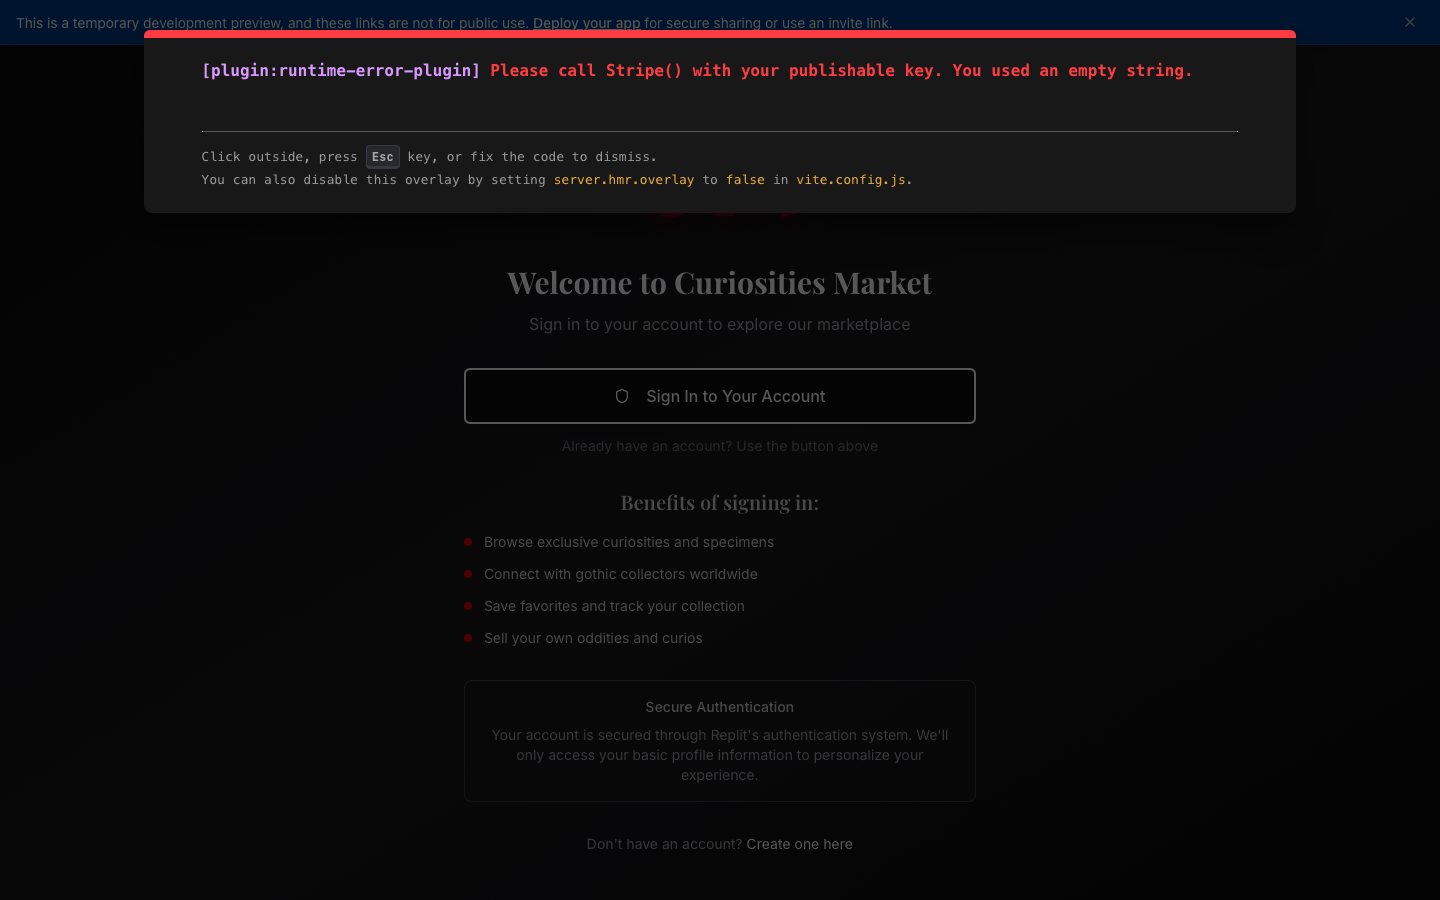 This is a temporary development preview, and these links are not for public use. Deploy your app for secure sharing or use an invite link.
[plugin:runtime-error-plugin] Please call Stripe() with your publishable key. You used an empty string.
Click outside, press Esc key, or fix the code to dismiss.
You can also disable this overlay by setting server.hmr.overlay to false in vite.config.js.
Welcome to Curiosities Market
Sign in to your account to explore our marketplace
Sign In to Your Account
Already have an account? Use the button above
Benefits of signing in:
Browse exclusive curiosities and specimens
Connect with gothic collectors worldwide
Save favorites and track your collection
Sell your own oddities and curios
Secure Authentication
Your account is secured through Replit's authentication system. We'll
only access your basic profile information to personalize your
experience.
Don't have an account? Create one here